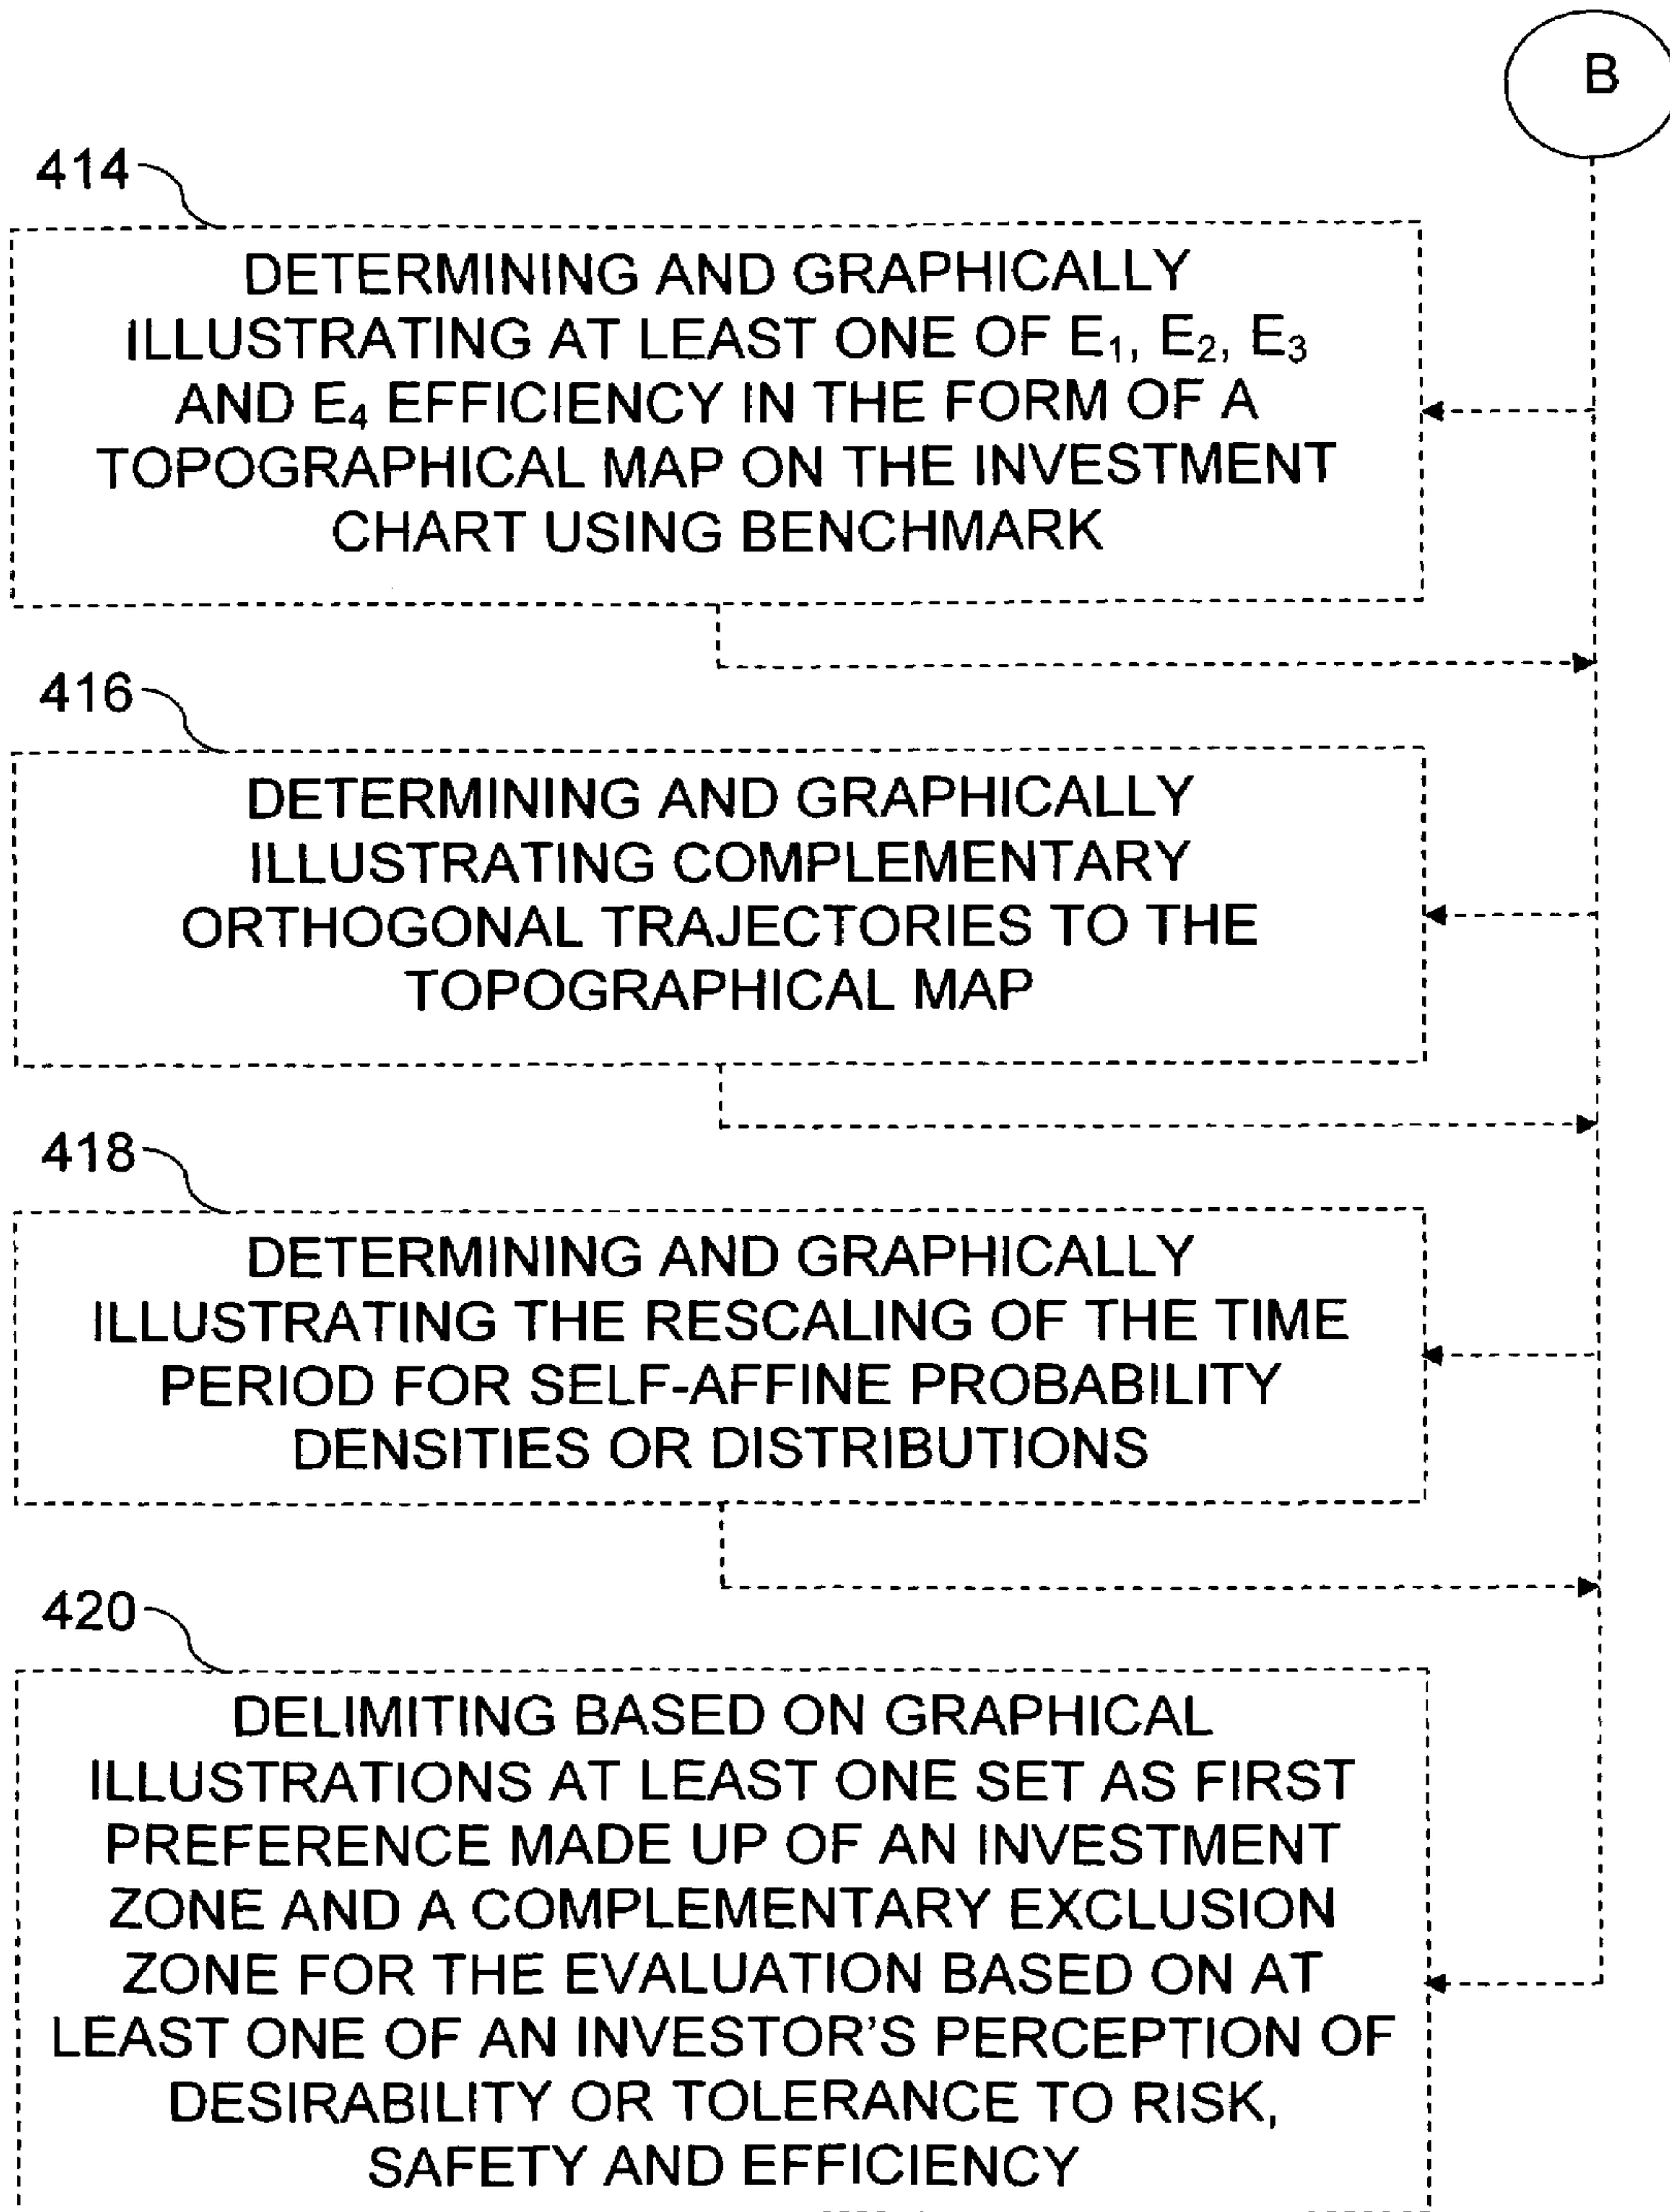 B
414
DETERMINING AND GRAPHICALLY
ILLUSTRATING AT LEAST ONE OF E₁, E₂, E₃
AND E₄ EFFICIENCY IN THE FORM OF A
TOPOGRAPHICAL MAP ON THE INVESTMENT
CHART USING BENCHMARK
416
DETERMINING AND GRAPHICALLY
ILLUSTRATING COMPLEMENTARY
ORTHOGONAL TRAJECTORIES TO THE
TOPOGRAPHICAL MAP
418
DETERMINING AND GRAPHICALLY
ILLUSTRATING THE RESCALING OF THE TIME
PERIOD FOR SELF-AFFINE PROBABILITY
DENSITIES OR DISTRIBUTIONS
420
DELIMITING BASED ON GRAPHICAL
ILLUSTRATIONS AT LEAST ONE SET AS FIRST
PREFERENCE MADE UP OF AN INVESTMENT
ZONE AND A COMPLEMENTARY EXCLUSION
ZONE FOR THE EVALUATION BASED ON AT
LEAST ONE OF AN INVESTOR'S PERCEPTION OF
DESIRABILITY OR TOLERANCE TO RISK,
SAFETY AND EFFICIENCY